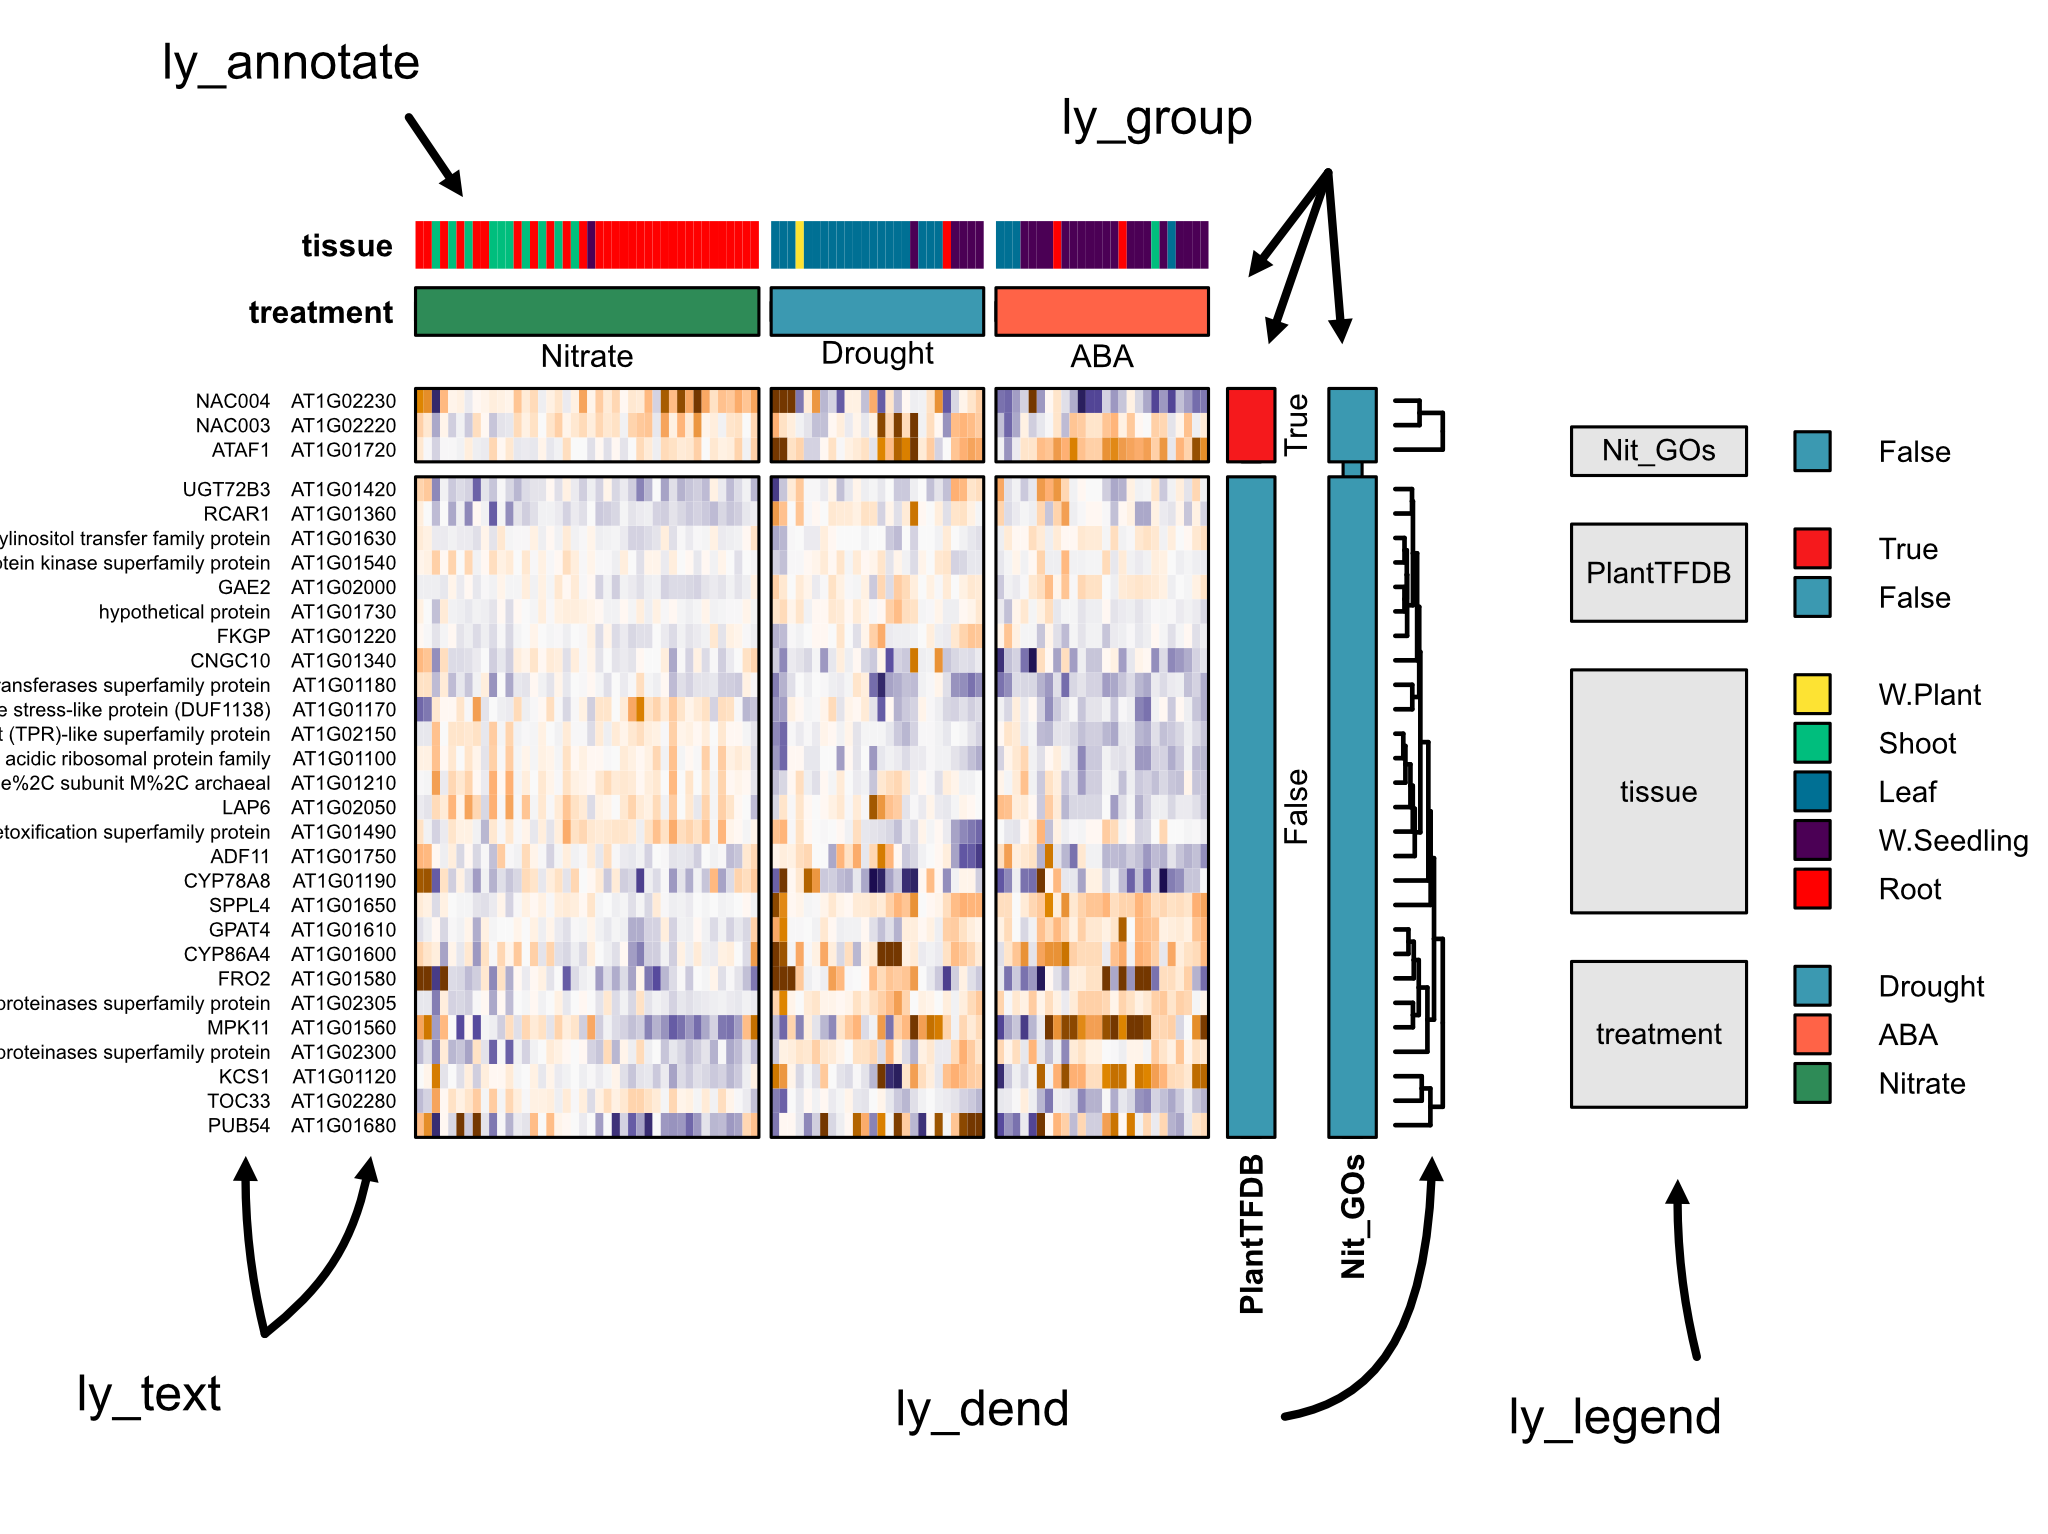 ly_annotate
ly_group
tissue
treatment
Nitrate
Drought
ABA
NAC004 AT1G02230
NAC003 AT1G02220
ATAF1 AT1G01720
True
UGT72B3 AT1G01420
RCAR1 AT1G01360
ylinositol transfer family protein AT1G01630
otein kinase superfamily protein AT1G01540
GAE2 AT1G02000
hypothetical protein AT1G01730
FKGP AT1G01220
CNGC10 AT1G01340
ansferases superfamily protein AT1G01180
e stress-like protein (DUF1138) AT1G01170
t (TPR)-like superfamily protein AT1G02150
acidic ribosomal protein family AT1G01100
e%2C subunit M%2C archaeal AT1G01210
LAP6 AT1G02050
etoxification superfamily protein AT1G01490
ADF11 AT1G01750
CYP78A8 AT1G01190
SPPL4 AT1G01650
GPAT4 AT1G01610
CYP86A4 AT1G01600
FRO2 AT1G01580
proteinases superfamily protein AT1G02305
MPK11 AT1G01560
proteinases superfamily protein AT1G02300
KCS1 AT1G01120
TOC33 AT1G02280
PUB54 AT1G01680
False
PlantTFDB
Nit_GOs
Nit_GOs
False
PlantTFDB
True
False
tissue
W.Plant
Shoot
Leaf
W.Seedling
Root
treatment
Drought
ABA
Nitrate
ly_text
ly_dend
ly_legend